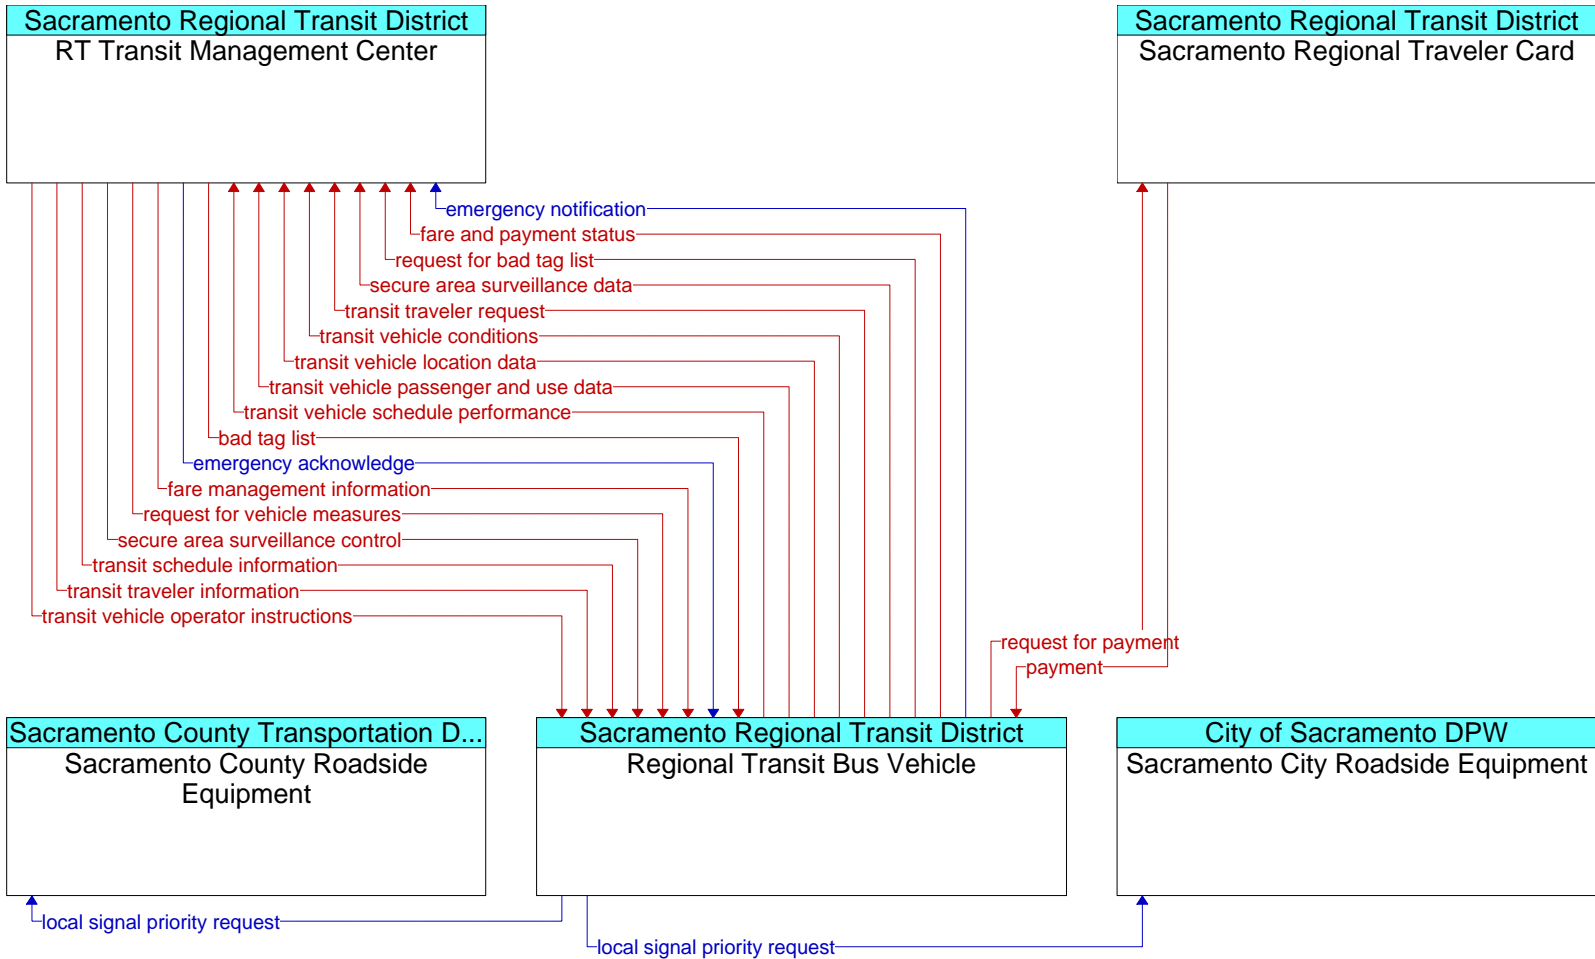 Sacramento Regional Transit District
RT Transit Management Center
Sacramento Regional Transit District
Sacramento Regional Traveler Card
emergency notification
fare and payment status
request for bad tag list
secure area surveillance data
transit traveler request
transit vehicle conditions
transit vehicle location data
transit vehicle passenger and use data
transit vehicle schedule performance
bad tag list
emergency acknowledge
fare management information
request for vehicle measures
secure area surveillance control
transit schedule information
transit traveler information
transit vehicle operator instructions
request for payment
payment
Sacramento County Transportation D...
Sacramento County Roadside
Equipment
Sacramento Regional Transit District
Regional Transit Bus Vehicle
City of Sacramento DPW
Sacramento City Roadside Equipment
local signal priority request
local signal priority request